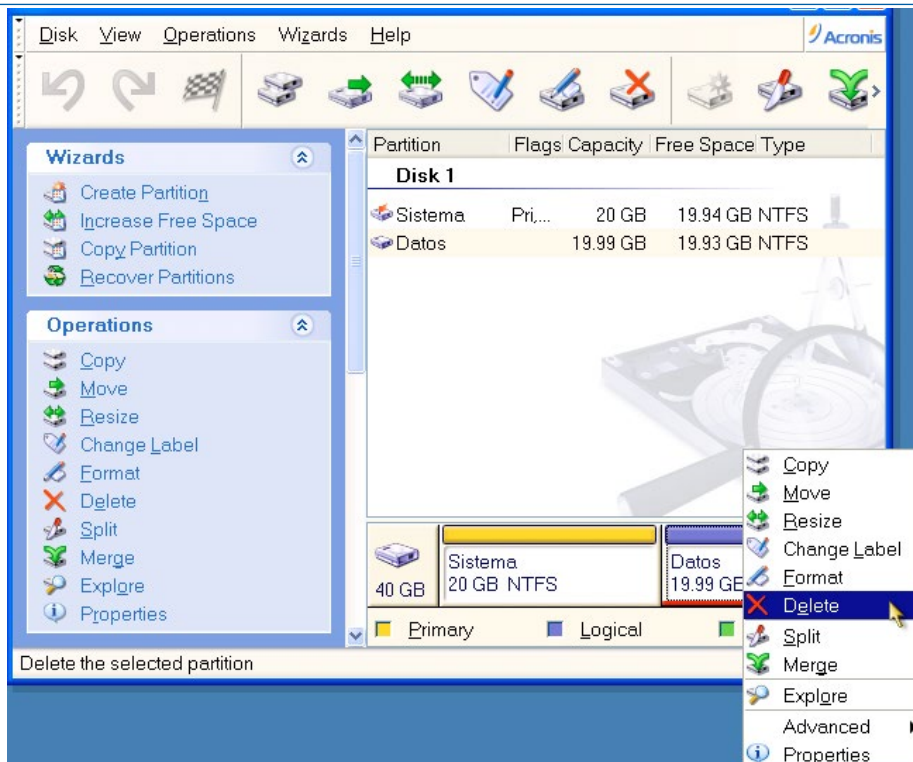 Disk View Operations Wizards Help Acronis
Partition Flags Capacity Free Space Type
Wizards
Disk 1
Create Partition
Sistema Pri,... 20 GB 19.94 GB NTFS
Increase Free Space
Datos 19.99 GB 19.93 GB NTFS
Copy Partition
Recover Partitions
Operations
Copy
Move
Resize
Change Label
Format
Delete
Split
Merge
Explore
Properties
Sistema
20 GB NTFS
40 GB
Datos
19.99 GB
Primary Logical
Delete the selected partition
Copy
Move
Resize
Change Label
Format
Delete
Split
Merge
Explore
Advanced
Properties